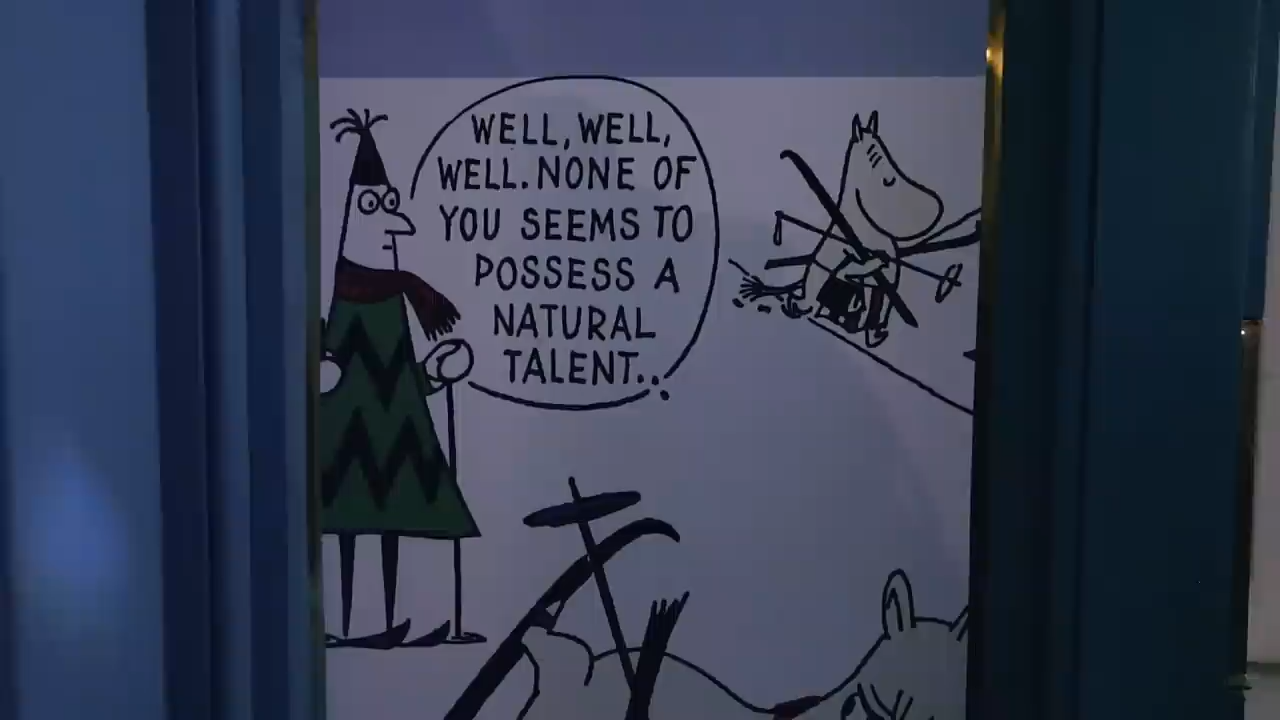 WELL, WELL,
WELL. NONE OF
YOU SEEMS TO
POSSESS A
NATURAL
TALENT..